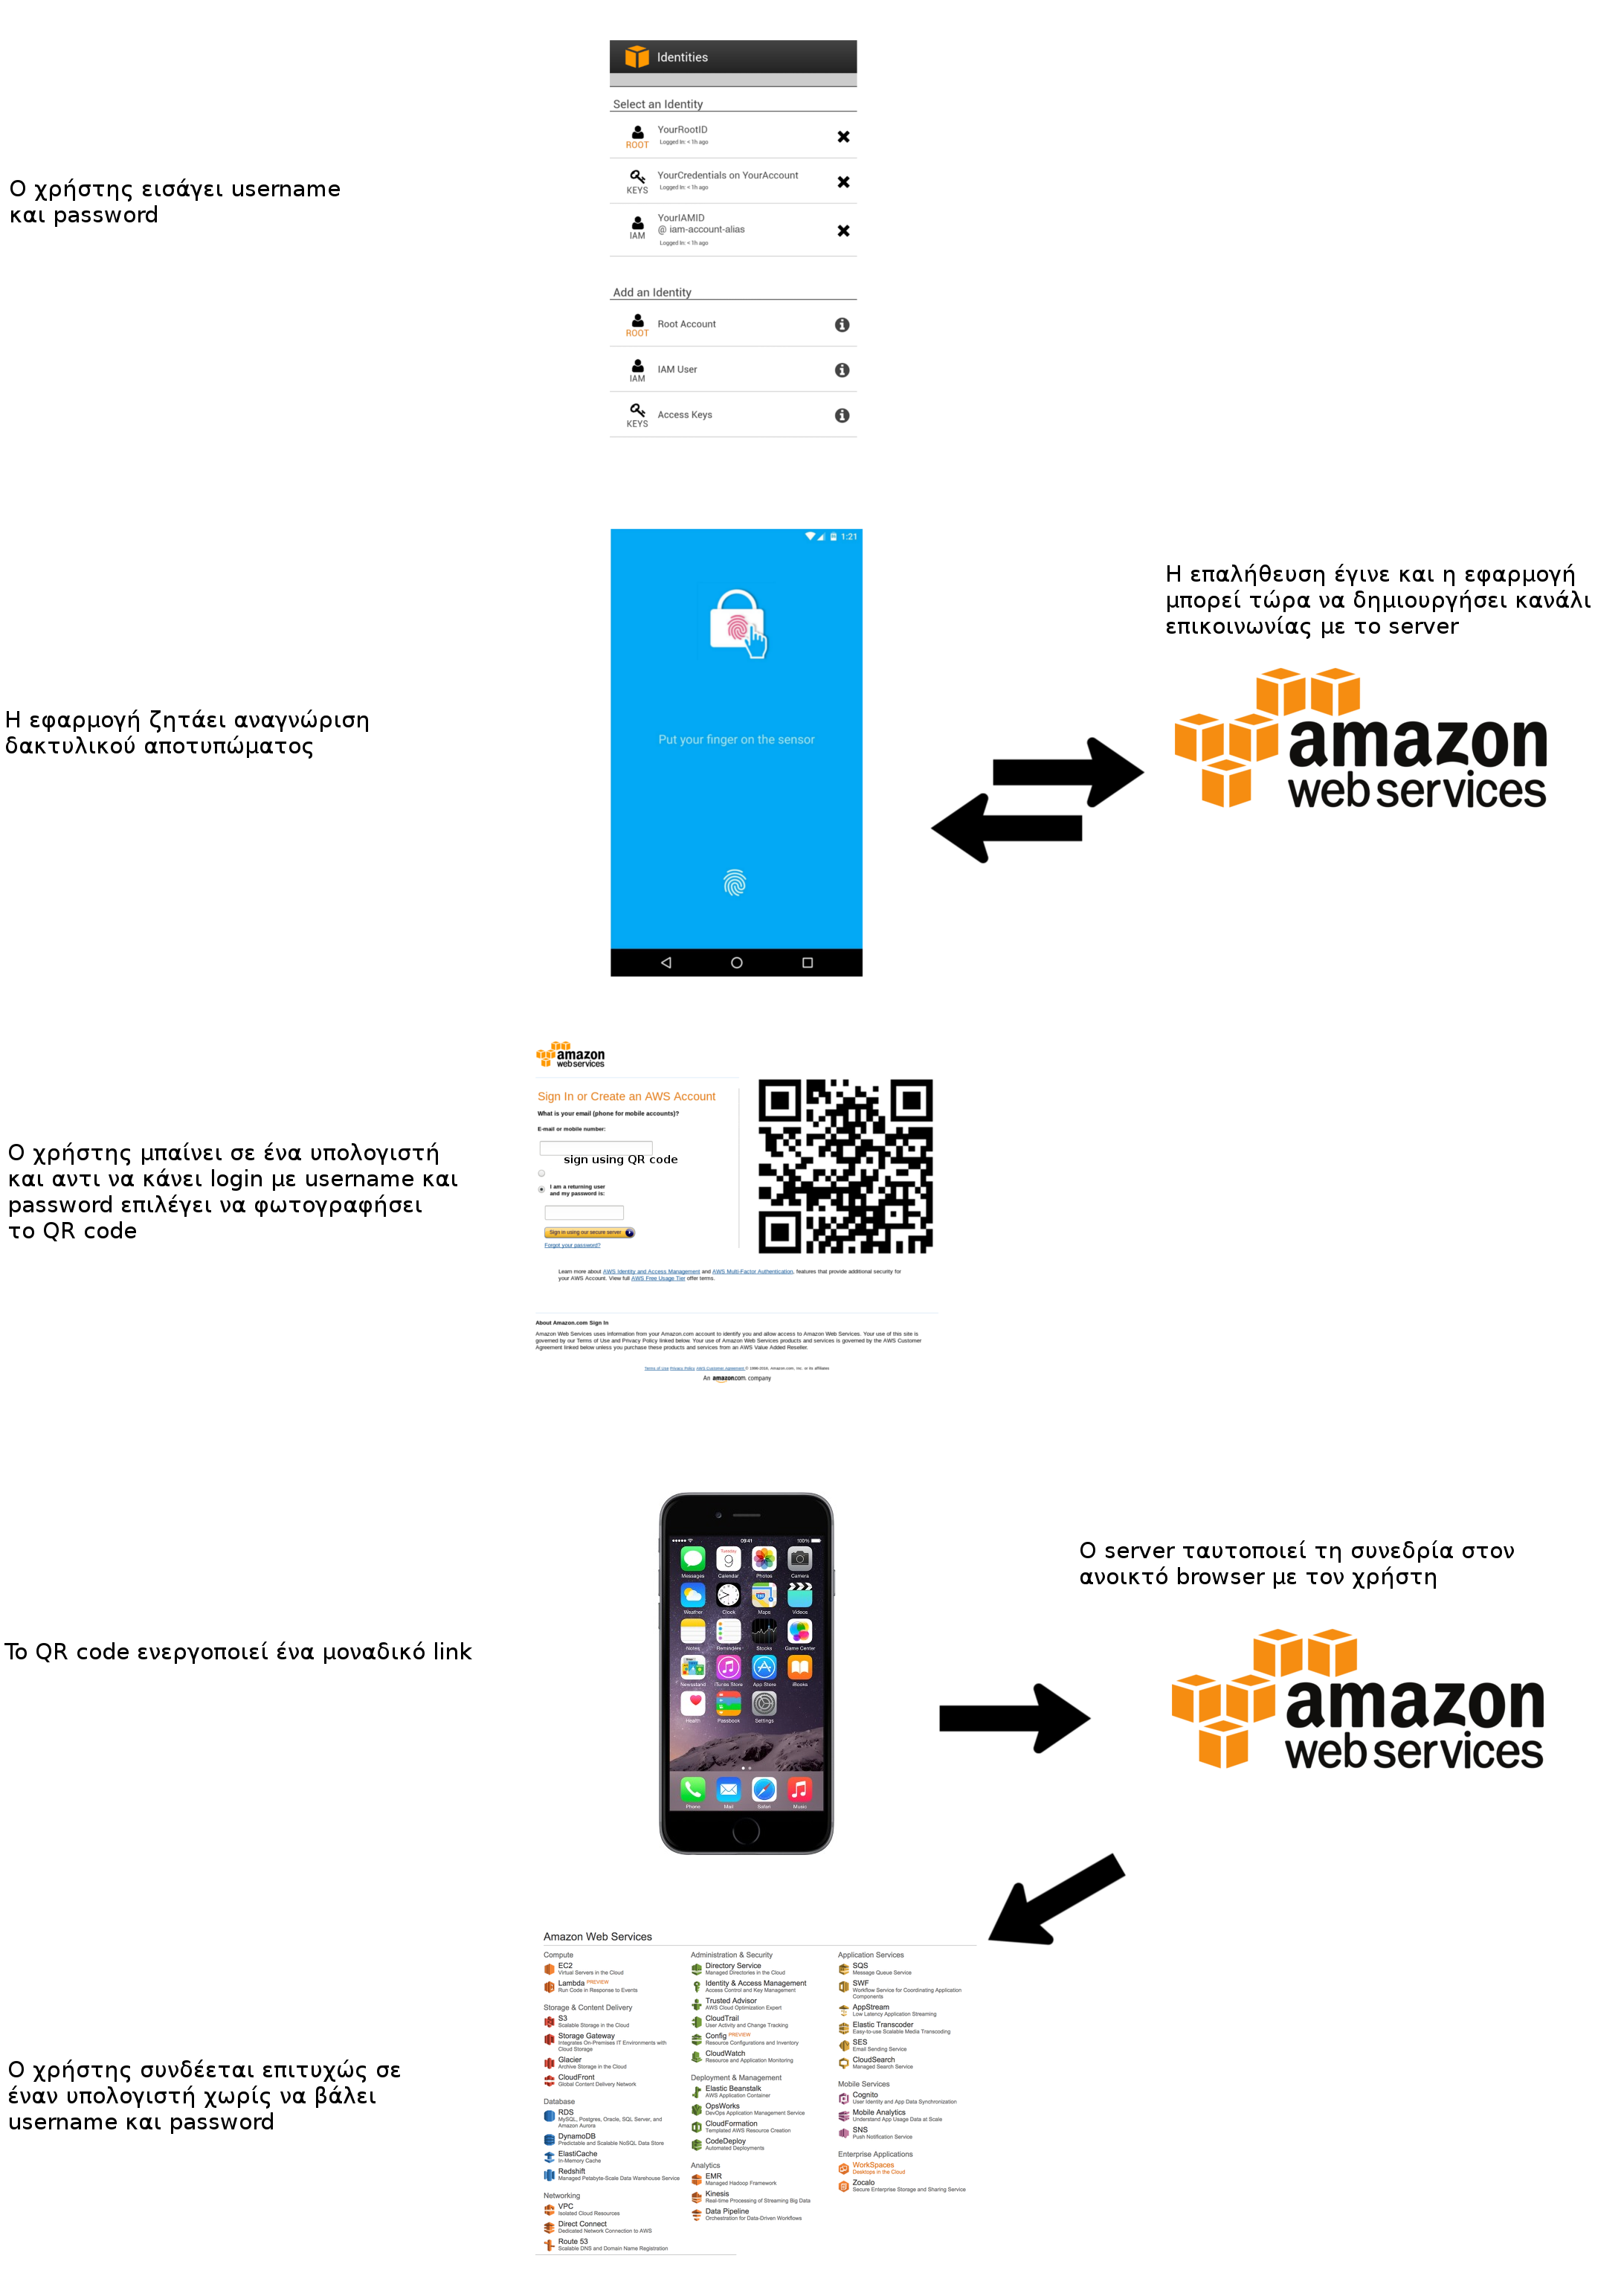 Identities
Select an Identity
YourRootID
ROOT
Logged In: < 1h ago
YourCredentials on YourAccount
KEYS
Logged In: < 1h ago
YourIAMID
@ iam-account-alias
IAM
Logged In: < 1h ago
Add an Identity
Root Account
ROOT
IAM User
IAM
Access Keys
KEYS
Ο χρήστης εισάγει username
και password
1:21
Put your finger on the sensor
Η εφαρμογή ζητάει αναγνώριση
δακτυλικού αποτυπώματος
Η επαλήθευση έγινε και η εφαρμογή
μπορεί τώρα να δημιουργήσει κανάλι
επικοινωνίας με το server
amazon
web services
Ο χρήστης μπαίνει σε ένα υπολογιστή
και αντι να κάνει login με username και
password επιλέγει να φωτογραφήσει
το QR code
amazon
web services
Sign In or Create an AWS Account
What is your email (phone for mobile accounts)?
E-mail or mobile number:
sign using QR code
I am a returning user
and my password is:
Sign in using our secure server
Forgot your password?
Learn more about AWS Identity and Access Management and AWS Multi-Factor Authentication, features that provide additional security for
your AWS Account. View full AWS Free Usage Tier offer terms.
About Amazon.com Sign In
Amazon Web Services uses information from your Amazon.com account to identify you and allow access to Amazon Web Services. Your use of this site is
governed by our Terms of Use and Privacy Policy linked below. Your use of Amazon Web Services products and services is governed by the AWS Customer
Agreement linked below unless you purchase these products and services from an AWS Value Added Reseller.
Terms of Use Privacy Policy AWS Customer Agreement © 1996-2016, Amazon.com, Inc. or its affiliates
An amazon.com. company
Το QR code ενεργοποιεί ένα μοναδικό link
09:41 100%
Tuesday
9
Messages Calendar Photos Camera
Weather Clock Maps Videos
Notes Reminders Stocks Game Center
Newsstand iTunes Store App Store iBooks
Health Passbook Settings
Phone Mail Safari Music
Ο server ταυτοποιεί τη συνεδρία στον
ανοικτό browser με τον χρήστη
amazon
web services
Ο χρήστης συνδέεται επιτυχώς σε
έναν υπολογιστή χωρίς να βάλει
username και password
Amazon Web Services
Compute
EC2
Virtual Servers in the Cloud
Lambda PREVIEW
Run Code in Response to Events
Storage & Content Delivery
S3
Scalable Storage in the Cloud
Storage Gateway
Integrates On-Premises IT Environments with
Cloud Storage
Glacier
Archive Storage in the Cloud
CloudFront
Global Content Delivery Network
Database
RDS
MySQL, Postgres, Oracle, SQL Server, and
Amazon Aurora
DynamoDB
Predictable and Scalable NoSQL Data Store
ElastiCache
In-Memory Cache
Redshift
Managed Petabyte-Scale Data Warehouse Service
Networking
VPC
Isolated Cloud Resources
Direct Connect
Dedicated Network Connection to AWS
Route 53
Scalable DNS and Domain Name Registration
Administration & Security
Directory Service
Managed Directories in the Cloud
Identity & Access Management
Access Control and Key Management
Trusted Advisor
AWS Cloud Optimization Expert
CloudTrail
User Activity and Change Tracking
Config PREVIEW
Resource Configurations and Inventory
CloudWatch
Resource and Application Monitoring
Deployment & Management
Elastic Beanstalk
AWS Application Container
OpsWorks
DevOps Application Management Service
CloudFormation
Templated AWS Resource Creation
CodeDeploy
Automated Deployments
Analytics
EMR
Managed Hadoop Framework
Kinesis
Real-time Processing of Streaming Big Data
Data Pipeline
Orchestration for Data-Driven Workflows
Application Services
SQS
Message Queue Service
SWF
Workflow Service for Coordinating Application
Components
AppStream
Low Latency Application Streaming
Elastic Transcoder
Easy-to-use Scalable Media Transcoding
SES
Email Sending Service
CloudSearch
Managed Search Service
Mobile Services
Cognito
User Identity and App Data Synchronization
Mobile Analytics
Understand App Usage Data at Scale
SNS
Push Notification Service
Enterprise Applications
WorkSpaces
Desktops in the Cloud
Zocalo
Secure Enterprise Storage and Sharing Service